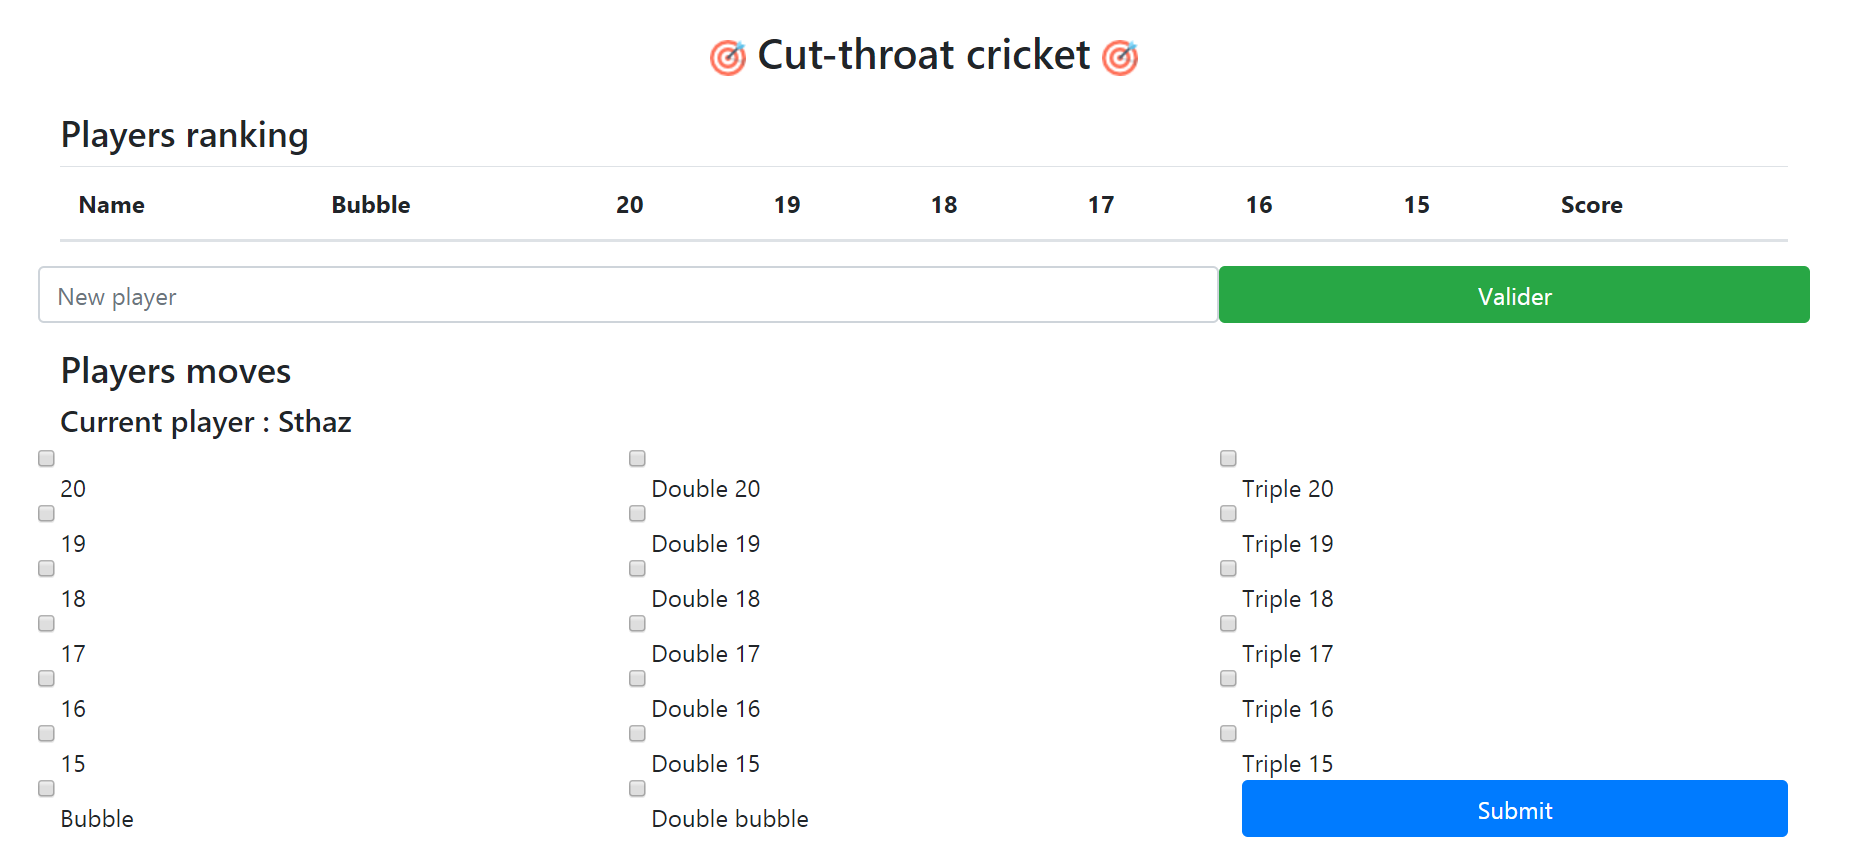 🎯 Cut-throat cricket 🎯
Players ranking
Name Bubble 20 19 18 17 16 15 Score
New player Valider
Players moves
Current player : Sthaz
20 Double 20 Triple 20
19 Double 19 Triple 19
18 Double 18 Triple 18
17 Double 17 Triple 17
16 Double 16 Triple 16
15 Double 15 Triple 15
Bubble Double bubble Submit